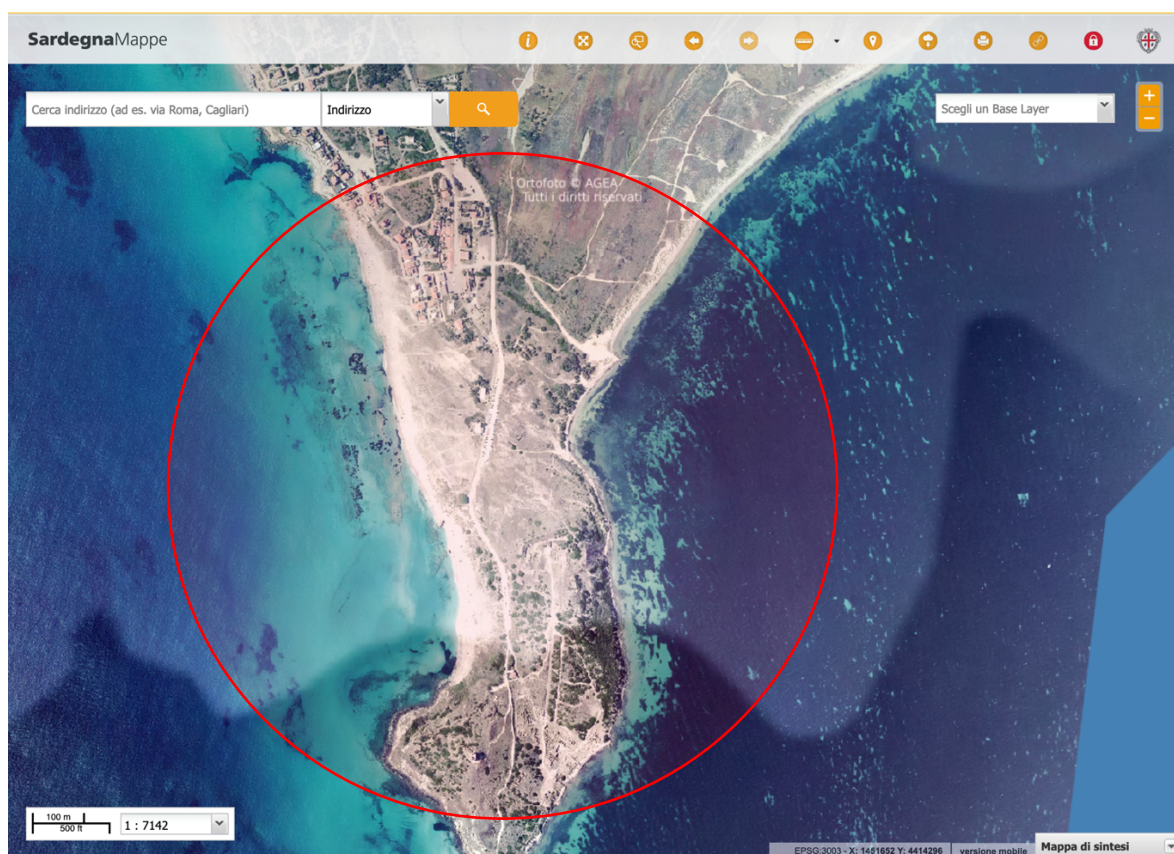 SardegnaMappe
Cerca indirizzo (ad es. via Roma, Cagliari)
Indirizzo
Scegli un Base Layer
+
−
Ortofoto © AGEA
Tutti i diritti riservati
100 m
500 ft
1 : 7142
EPSG:3003 - X: 1461652 Y: 4414296
versione mobile
Mappa di sintesi